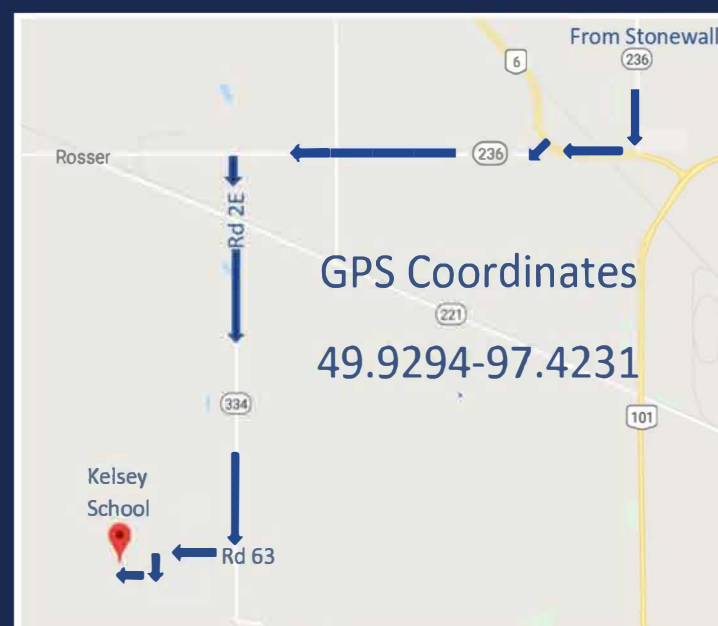 From Stonewall
236
6
Rosser
236
Rd 2E
GPS Coordinates
221
49.9294-97.4231
334
101
Kelsey
School
Rd 63